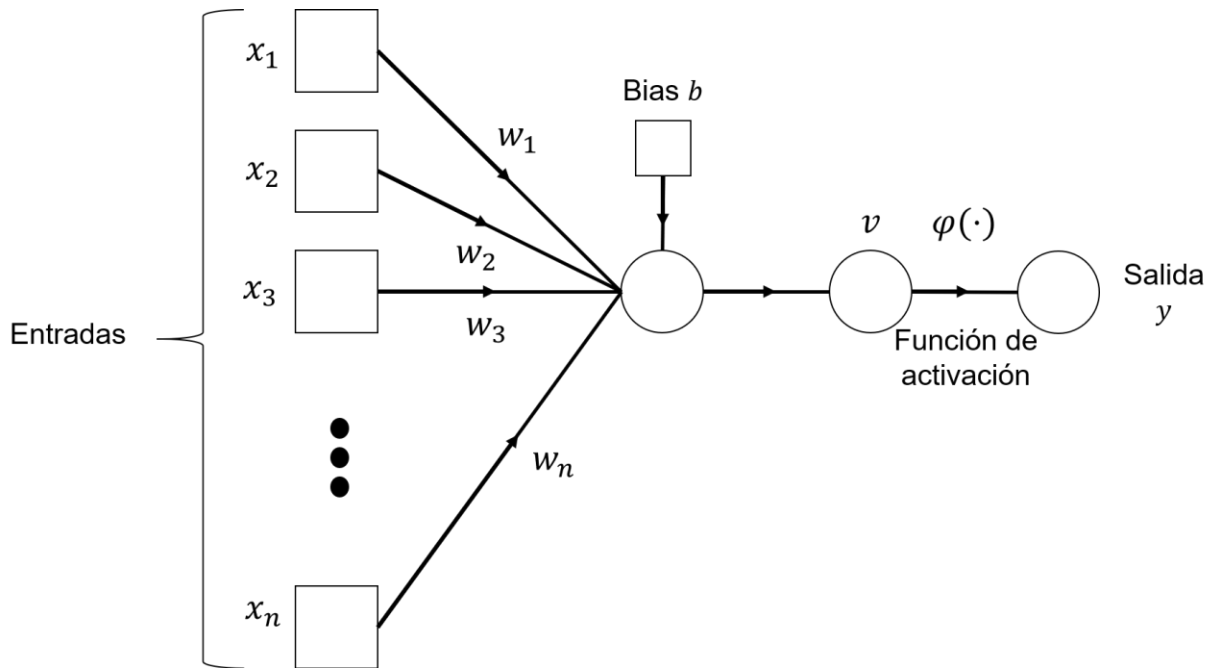 Entradas
x₁
x₂
x₃
xₙ
w₁
w₂
w₃
wₙ
Bias b
v
φ(·)
Función de
activación
Salida
y